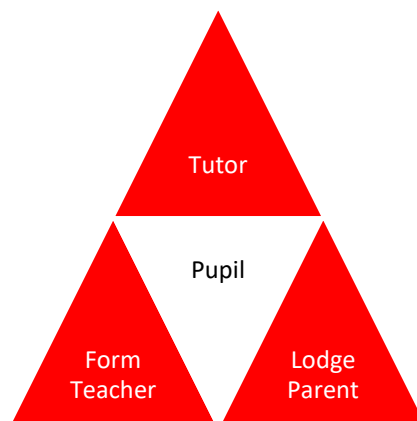 Tutor
Pupil
Form
Teacher
Lodge
Parent